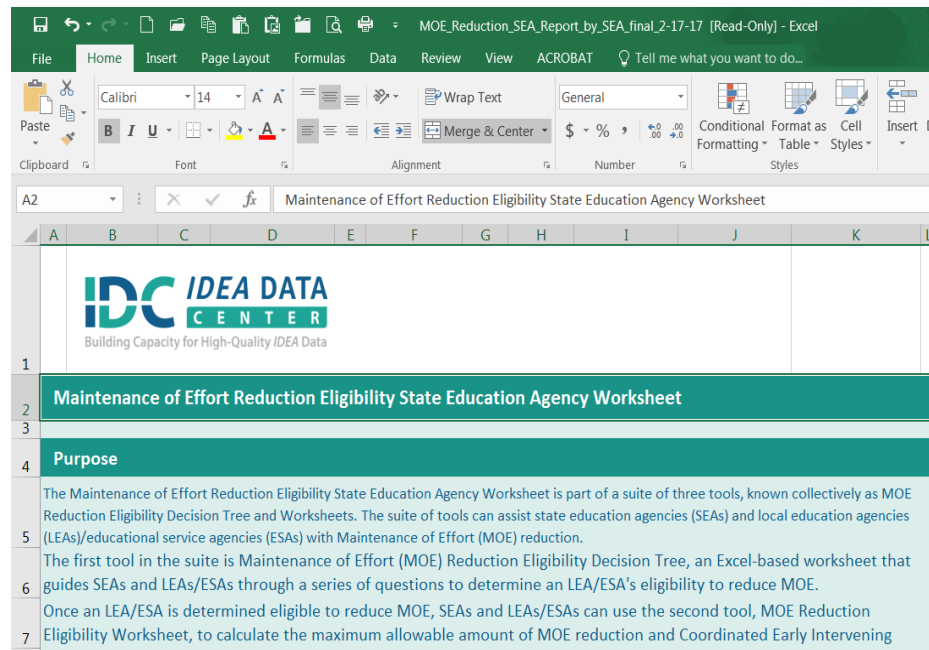 MOE_Reduction_SEA_Report_by_SEA_final_2-17-17 [Read-Only] - Excel
File Home Insert Page Layout Formulas Data Review View ACROBAT Tell me what you want to do...
Calibri 14 A A Wrap Text General
Paste B I U A Merge & Center $ % , .0 .00 .00 .0 Conditional Formatting Format as Table Cell Styles Insert
Clipboard Font Alignment Number Styles
A2 fx Maintenance of Effort Reduction Eligibility State Education Agency Worksheet
A B C D E F G H I J K
IDC IDEA DATA
CENTER
Building Capacity for High-Quality IDEA Data
1
2 Maintenance of Effort Reduction Eligibility State Education Agency Worksheet
3
4 Purpose
The Maintenance of Effort Reduction Eligibility State Education Agency Worksheet is part of a suite of three tools, known collectively as MOE
Reduction Eligibility Decision Tree and Worksheets. The suite of tools can assist state education agencies (SEAs) and local education agencies
5 (LEAs)/educational service agencies (ESAs) with Maintenance of Effort (MOE) reduction.
The first tool in the suite is Maintenance of Effort (MOE) Reduction Eligibility Decision Tree, an Excel-based worksheet that
6 guides SEAs and LEAs/ESAs through a series of questions to determine an LEA/ESA's eligibility to reduce MOE.
Once an LEA/ESA is determined eligible to reduce MOE, SEAs and LEAs/ESAs can use the second tool, MOE Reduction
7 Eligibility Worksheet, to calculate the maximum allowable amount of MOE reduction and Coordinated Early Intervening